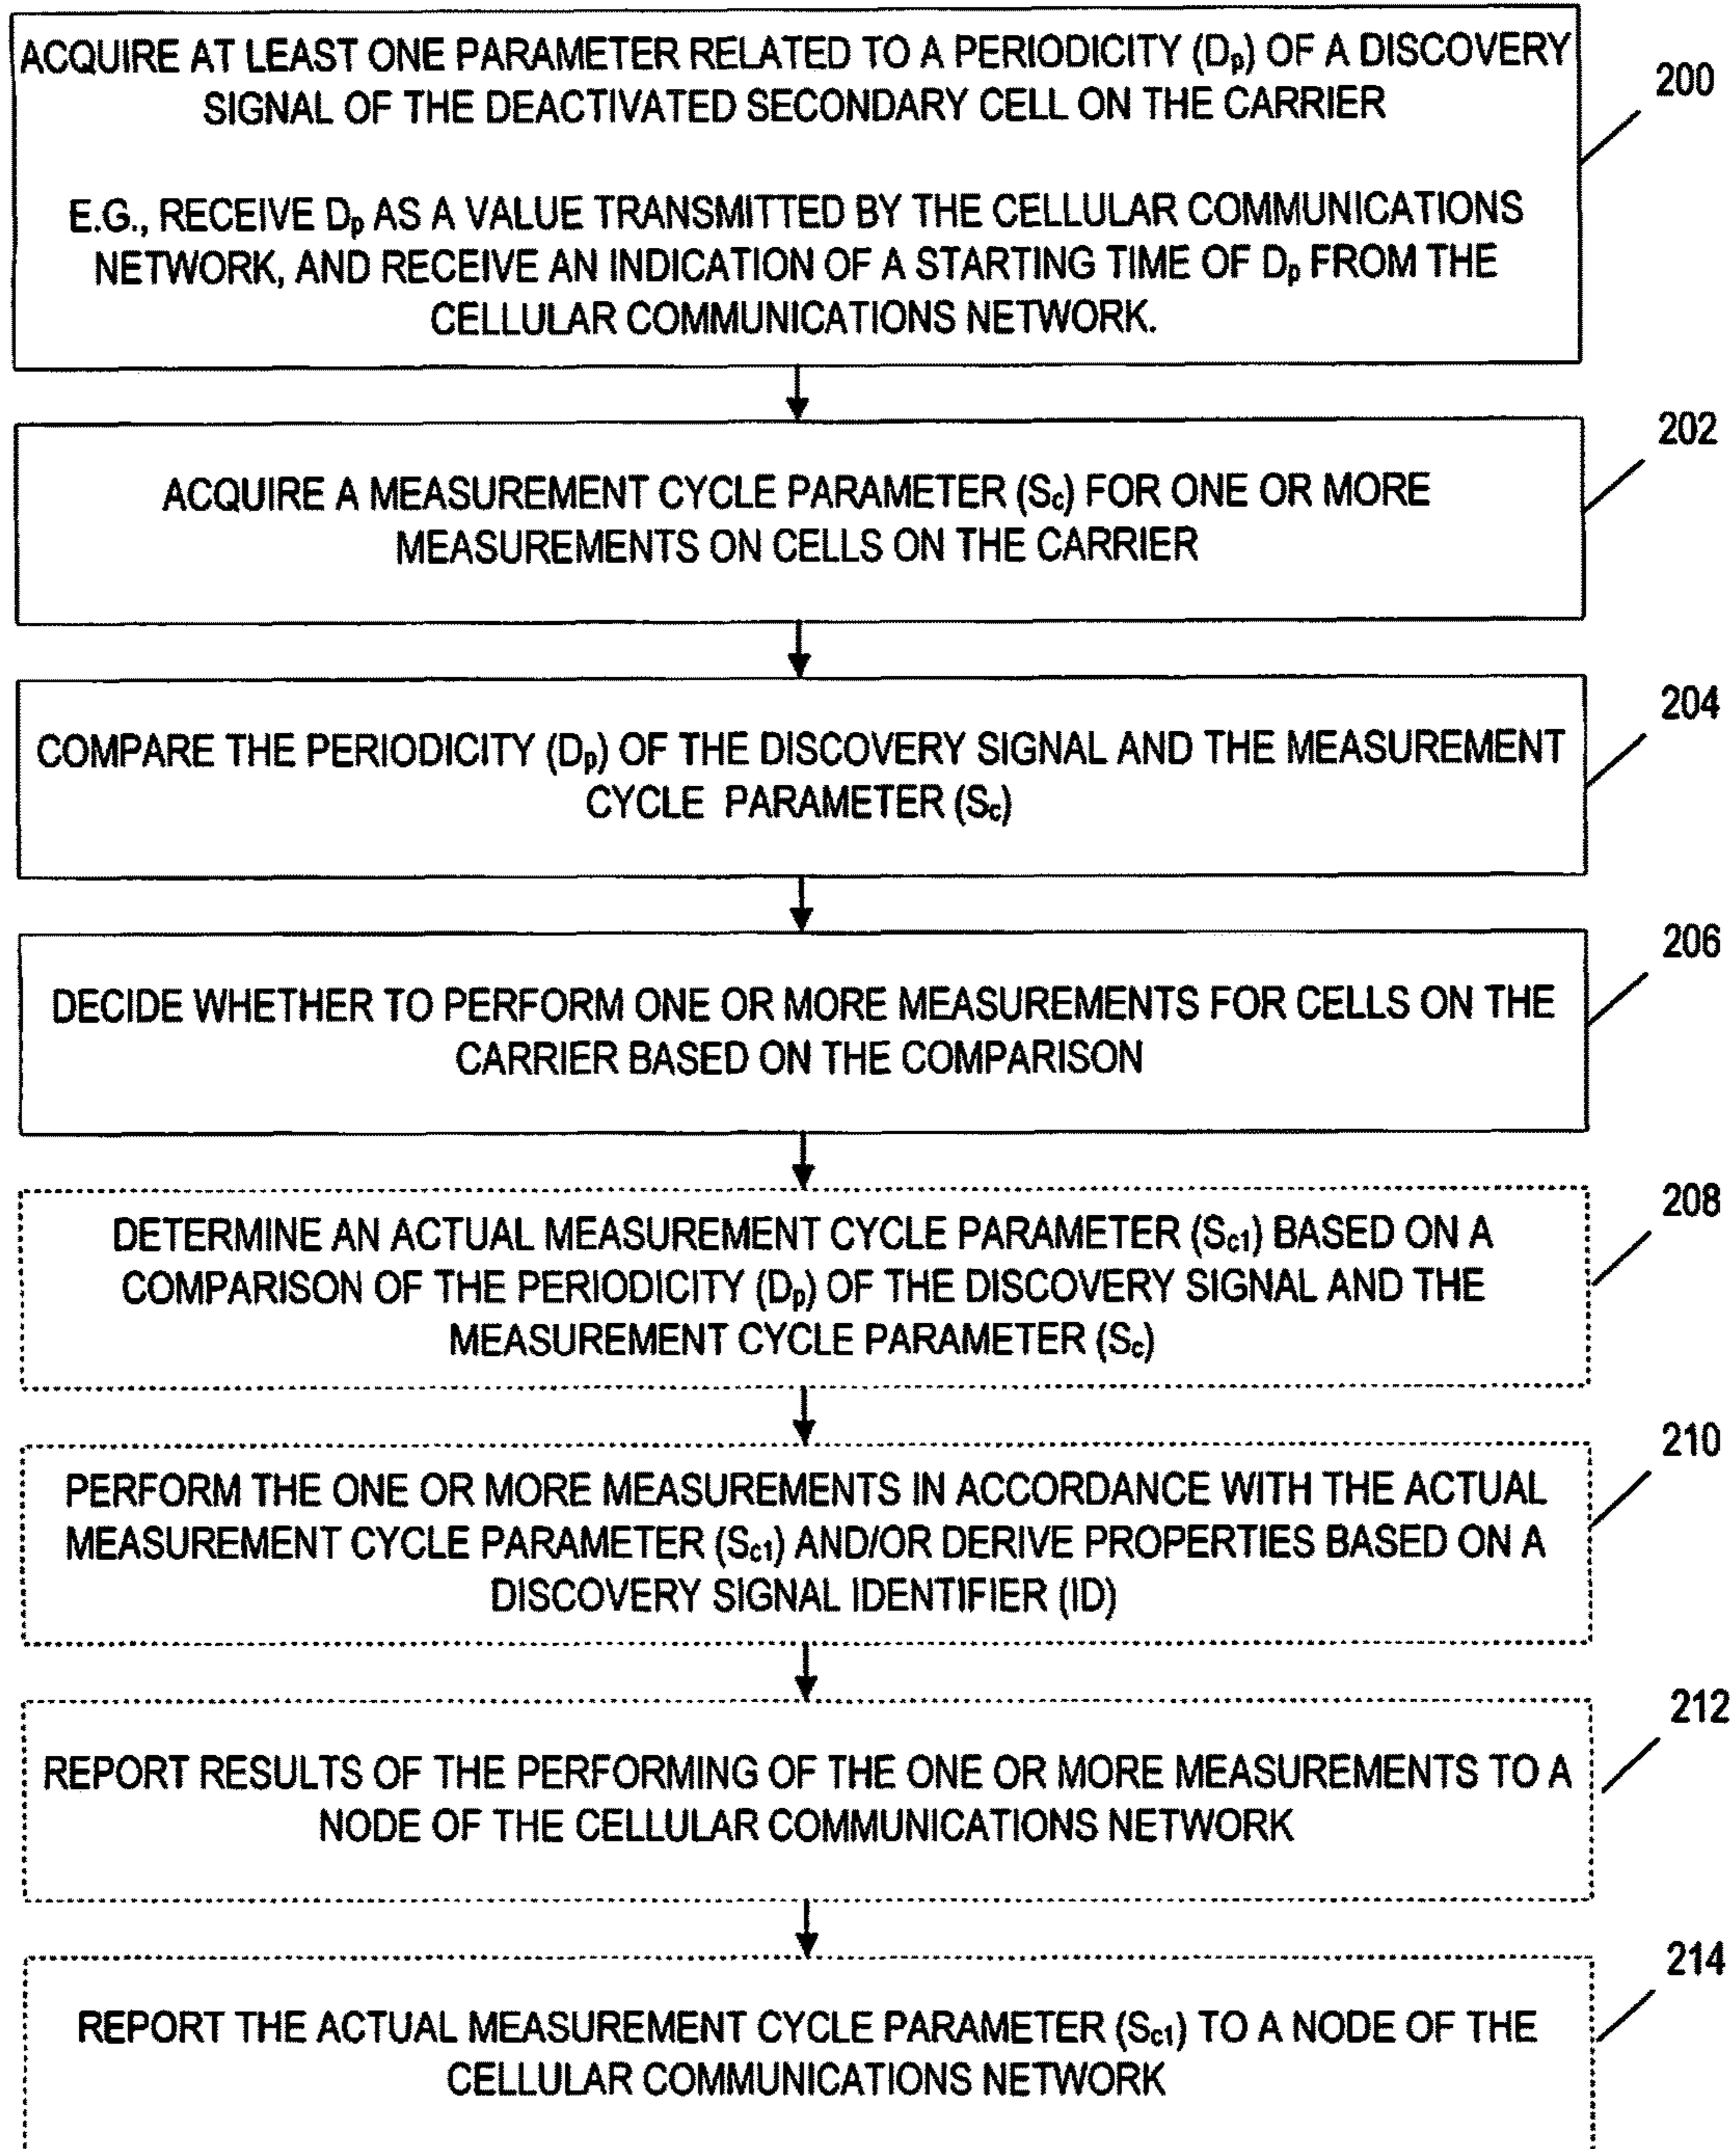 ACQUIRE AT LEAST ONE PARAMETER RELATED TO A PERIODICITY (Dp) OF A DISCOVERY
SIGNAL OF THE DEACTIVATED SECONDARY CELL ON THE CARRIER
E.G., RECEIVE Dp AS A VALUE TRANSMITTED BY THE CELLULAR COMMUNICATIONS
NETWORK, AND RECEIVE AN INDICATION OF A STARTING TIME OF Dp FROM THE
CELLULAR COMMUNICATIONS NETWORK.
200
ACQUIRE A MEASUREMENT CYCLE PARAMETER (Sc) FOR ONE OR MORE
MEASUREMENTS ON CELLS ON THE CARRIER
202
COMPARE THE PERIODICITY (Dp) OF THE DISCOVERY SIGNAL AND THE MEASUREMENT
CYCLE PARAMETER (Sc)
204
DECIDE WHETHER TO PERFORM ONE OR MORE MEASUREMENTS FOR CELLS ON THE
CARRIER BASED ON THE COMPARISON
206
DETERMINE AN ACTUAL MEASUREMENT CYCLE PARAMETER (Sc1) BASED ON A
COMPARISON OF THE PERIODICITY (Dp) OF THE DISCOVERY SIGNAL AND THE
MEASUREMENT CYCLE PARAMETER (Sc)
208
PERFORM THE ONE OR MORE MEASUREMENTS IN ACCORDANCE WITH THE ACTUAL
MEASUREMENT CYCLE PARAMETER (Sc1) AND/OR DERIVE PROPERTIES BASED ON A
DISCOVERY SIGNAL IDENTIFIER (ID)
210
REPORT RESULTS OF THE PERFORMING OF THE ONE OR MORE MEASUREMENTS TO A
NODE OF THE CELLULAR COMMUNICATIONS NETWORK
212
REPORT THE ACTUAL MEASUREMENT CYCLE PARAMETER (Sc1) TO A NODE OF THE
CELLULAR COMMUNICATIONS NETWORK
214